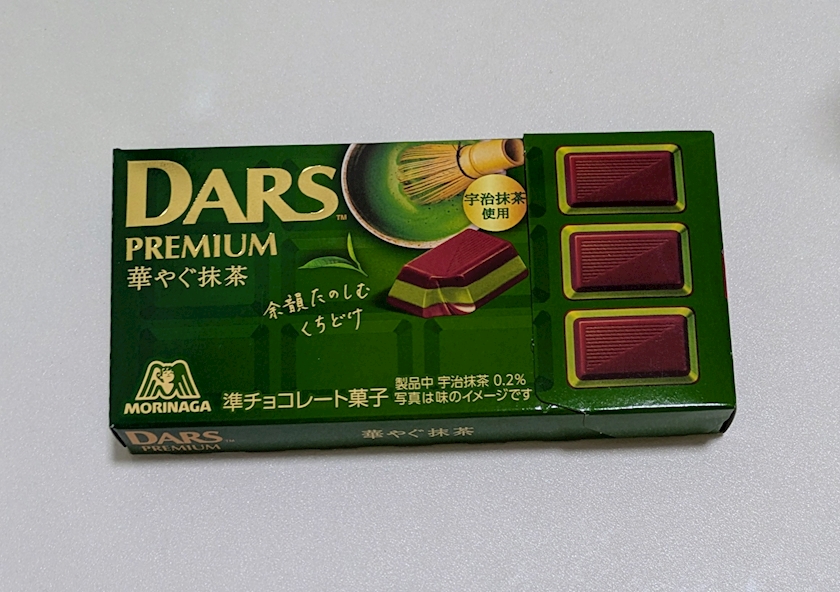 DARS™
PREMIUM
華やぐ抹茶
宇治抹茶
使用
余韻たのしむ
くちどけ
MORINAGA
準チョコレート菓子
製品中 宇治抹茶 0.2%
写真は味のイメージです
DARS™
PREMIUM
華やぐ抹茶